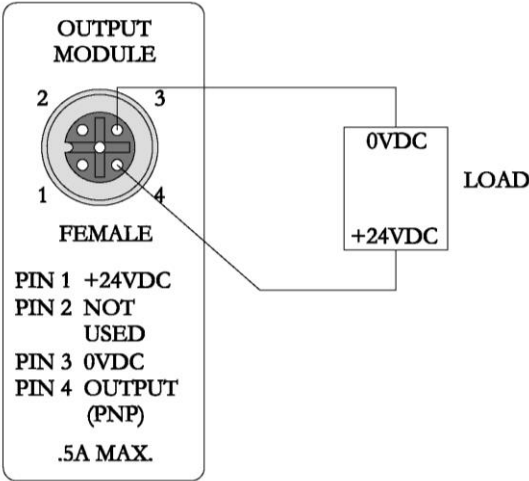 OUTPUT
MODULE
2
3
1
4
FEMALE
PIN 1 +24VDC
PIN 2 NOT
USED
PIN 3 0VDC
PIN 4 OUTPUT
(PNP)
.5A MAX.
0VDC
+24VDC
LOAD